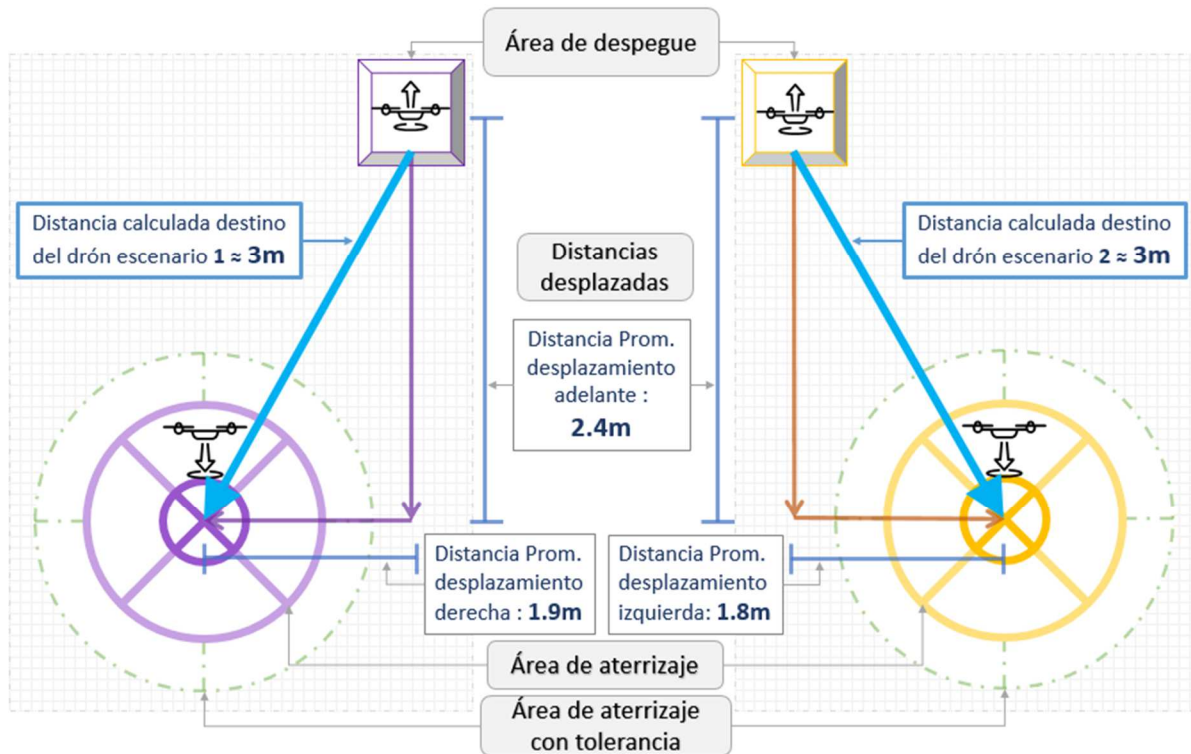 Área de despegue
Distancia calculada destino
del drón escenario 1 ≈ 3m
Distancia calculada destino
del drón escenario 2 ≈ 3m
Distancias
desplazadas
Distancia Prom.
desplazamiento
adelante :
2.4m
Distancia Prom.
desplazamiento
derecha : 1.9m
Distancia Prom.
desplazamiento
izquierda: 1.8m
Área de aterrizaje
Área de aterrizaje
con tolerancia